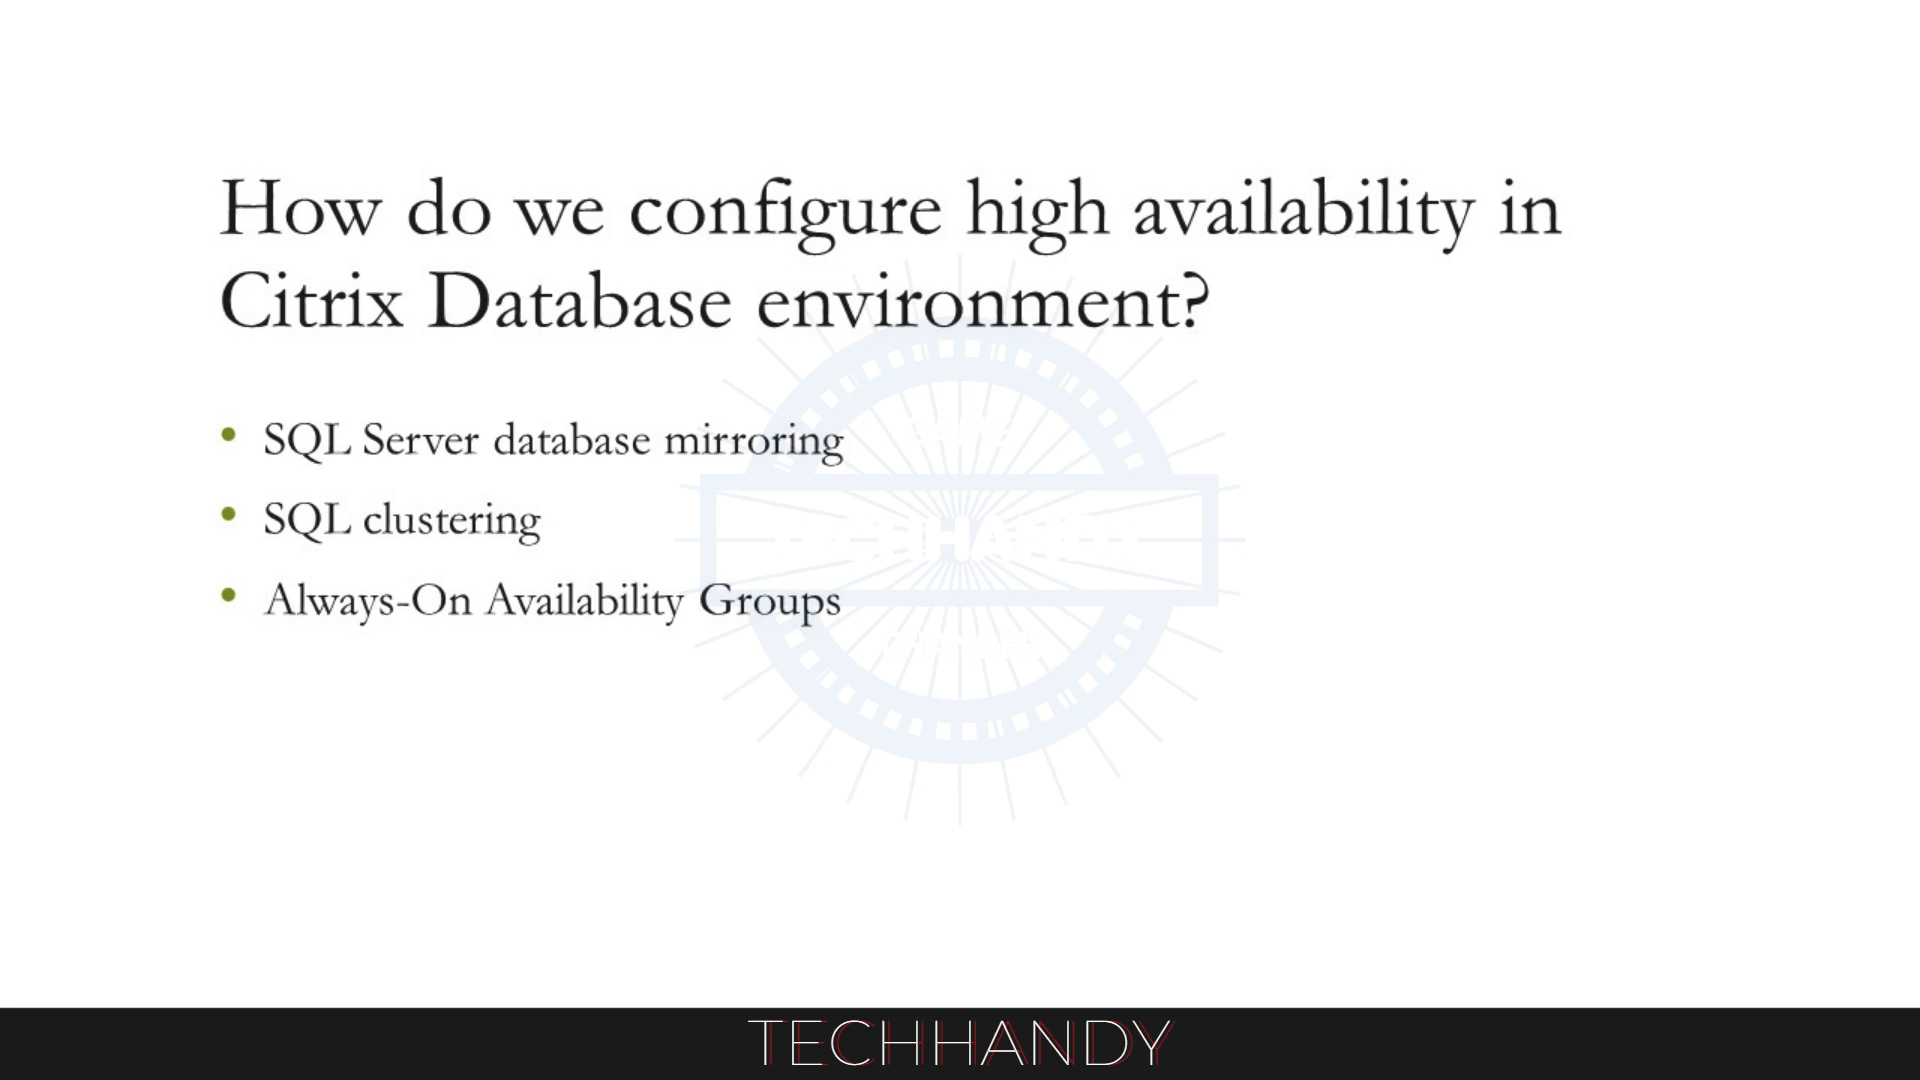 How do we configure high availability in
Citrix Database environment?
• SQL Server database mirroring
• SQL clustering
• Always-On Availability Groups
TECHHANDY
TECHHANDY